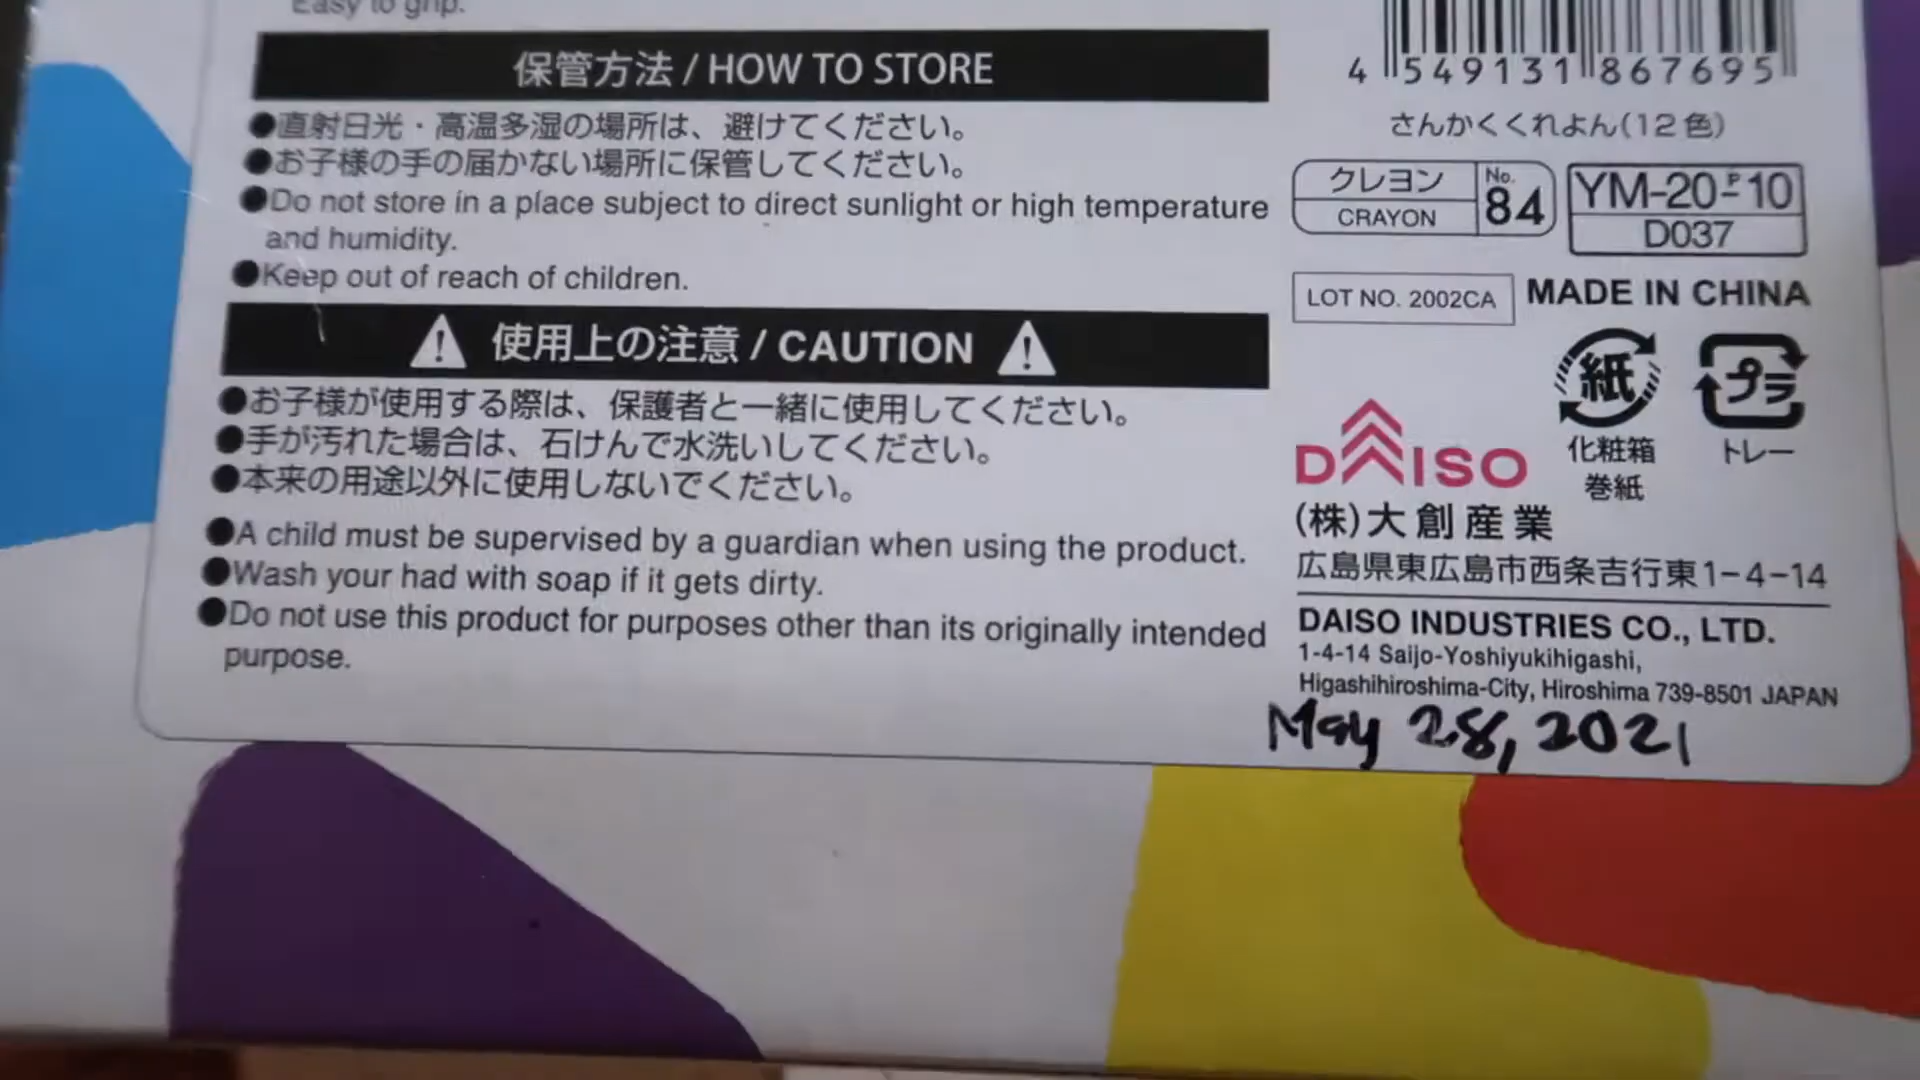 Easy to grip.
保管方法 / HOW TO STORE
●直射日光・高温多湿の場所は、避けてください。
●お子様の手の届かない場所に保管してください。
●Do not store in a place subject to direct sunlight or high temperature
and humidity.
●Keep out of reach of children.
使用上の注意 / CAUTION
●お子様が使用する際は、保護者と一緒に使用してください。
●手が汚れた場合は、石けんで水洗いしてください。
●本来の用途以外に使用しないでください。
●A child must be supervised by a guardian when using the product.
●Wash your had with soap if it gets dirty.
●Do not use this product for purposes other than its originally intended
purpose.
4 549131 867695
さんかくくれよん(12色)
クレヨン
CRAYON
No.
84
YM-20-P10
D037
LOT NO. 2002CA
MADE IN CHINA
紙
化粧箱
巻紙
プラ
トレー
DAISO
(株)大創産業
広島県東広島市西条吉行東1-4-14
DAISO INDUSTRIES CO., LTD.
1-4-14 Saijo-Yoshiyukihigashi,
Higashihiroshima-City, Hiroshima 739-8501 JAPAN
May 28, 2021